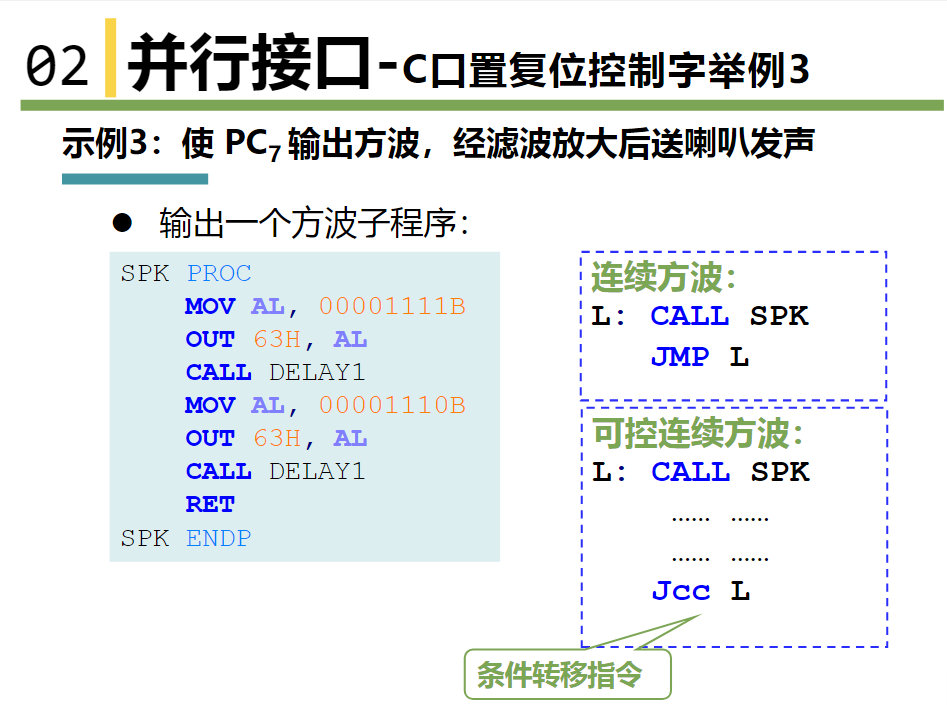 02 并行接口-C口置复位控制字举例3
示例3：使 PC7 输出方波，经滤波放大后送喇叭发声
● 输出一个方波子程序：
SPK PROC
MOV AL, 00001111B
OUT 63H, AL
CALL DELAY1
MOV AL, 00001110B
OUT 63H, AL
CALL DELAY1
RET
SPK ENDP
连续方波：
L: CALL SPK
JMP L
可控连续方波：
L: CALL SPK
…… ……
…… ……
Jcc L
条件转移指令